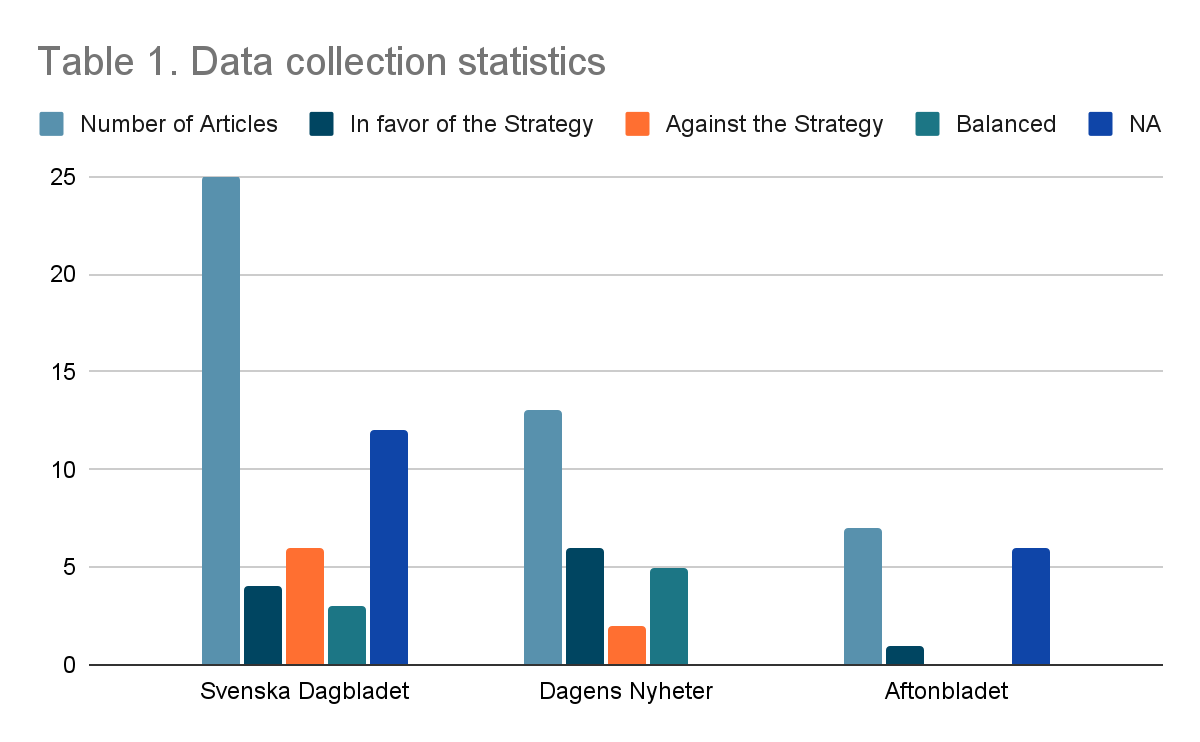 Table 1. Data collection statistics
Number of Articles In favor of the Strategy Against the Strategy Balanced NA
25
20
15
10
5
0
Svenska Dagbladet Dagens Nyheter Aftonbladet